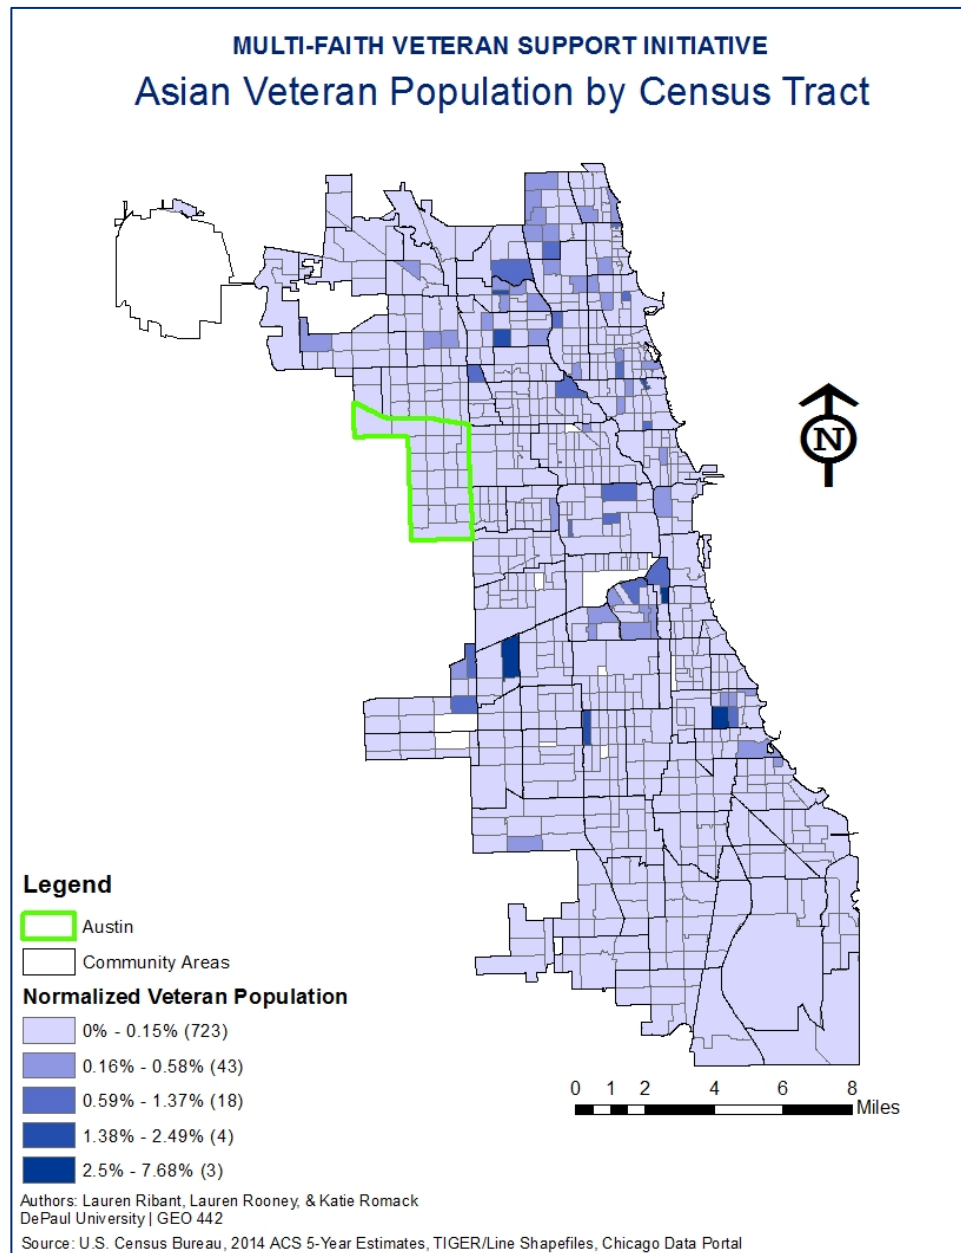 MULTI-FAITH VETERAN SUPPORT INITIATIVE
Asian Veteran Population by Census Tract
N
Legend
Austin
Community Areas
Normalized Veteran Population
0% - 0.15% (723)
0.16% - 0.58% (43)
0.59% - 1.37% (18)
1.38% - 2.49% (4)
2.5% - 7.68% (3)
0 1 2 4 6 8
Miles
Authors: Lauren Ribant, Lauren Rooney, & Katie Romack
DePaul University | GEO 442
Source: U.S. Census Bureau, 2014 ACS 5-Year Estimates, TIGER/Line Shapefiles, Chicago Data Portal